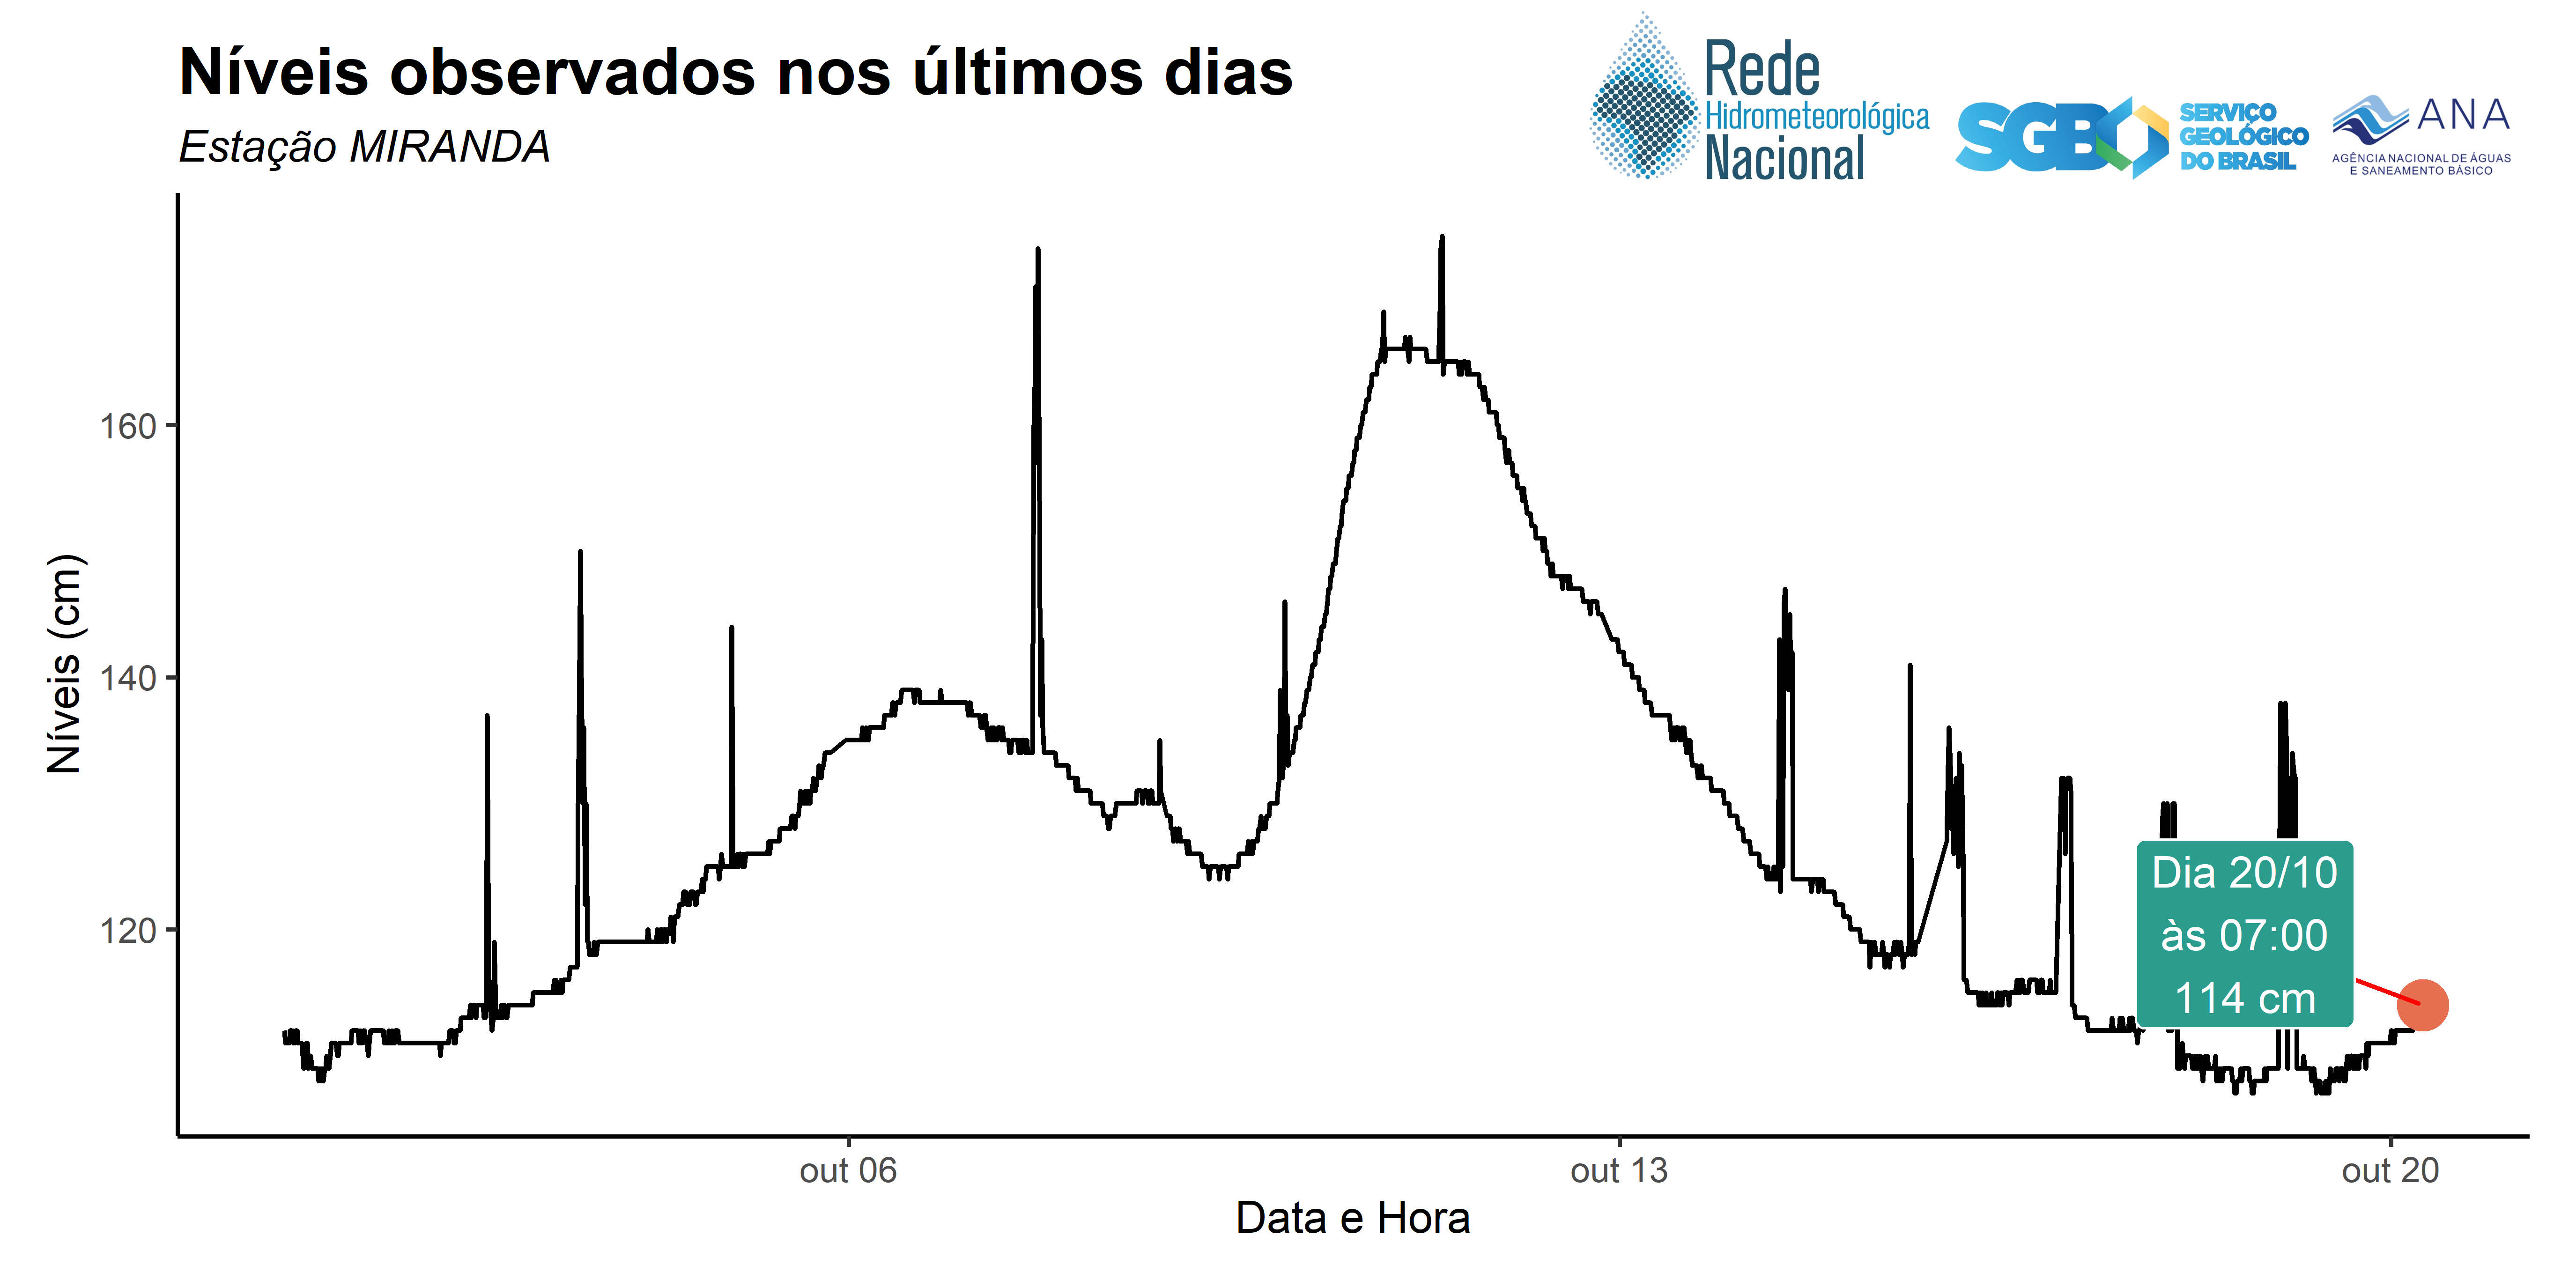 Níveis observados nos últimos dias
Estação MIRANDA
Rede
Hidrometeorológica
Nacional
SGB
SERVIÇO
GEOLÓGICO
DO BRASIL
ANA
AGÊNCIA NACIONAL DE ÁGUAS
E SANEAMENTO BÁSICO
Níveis (cm)
160
140
120
Dia 20/10
às 07:00
114 cm
out 06
out 13
out 20
Data e Hora